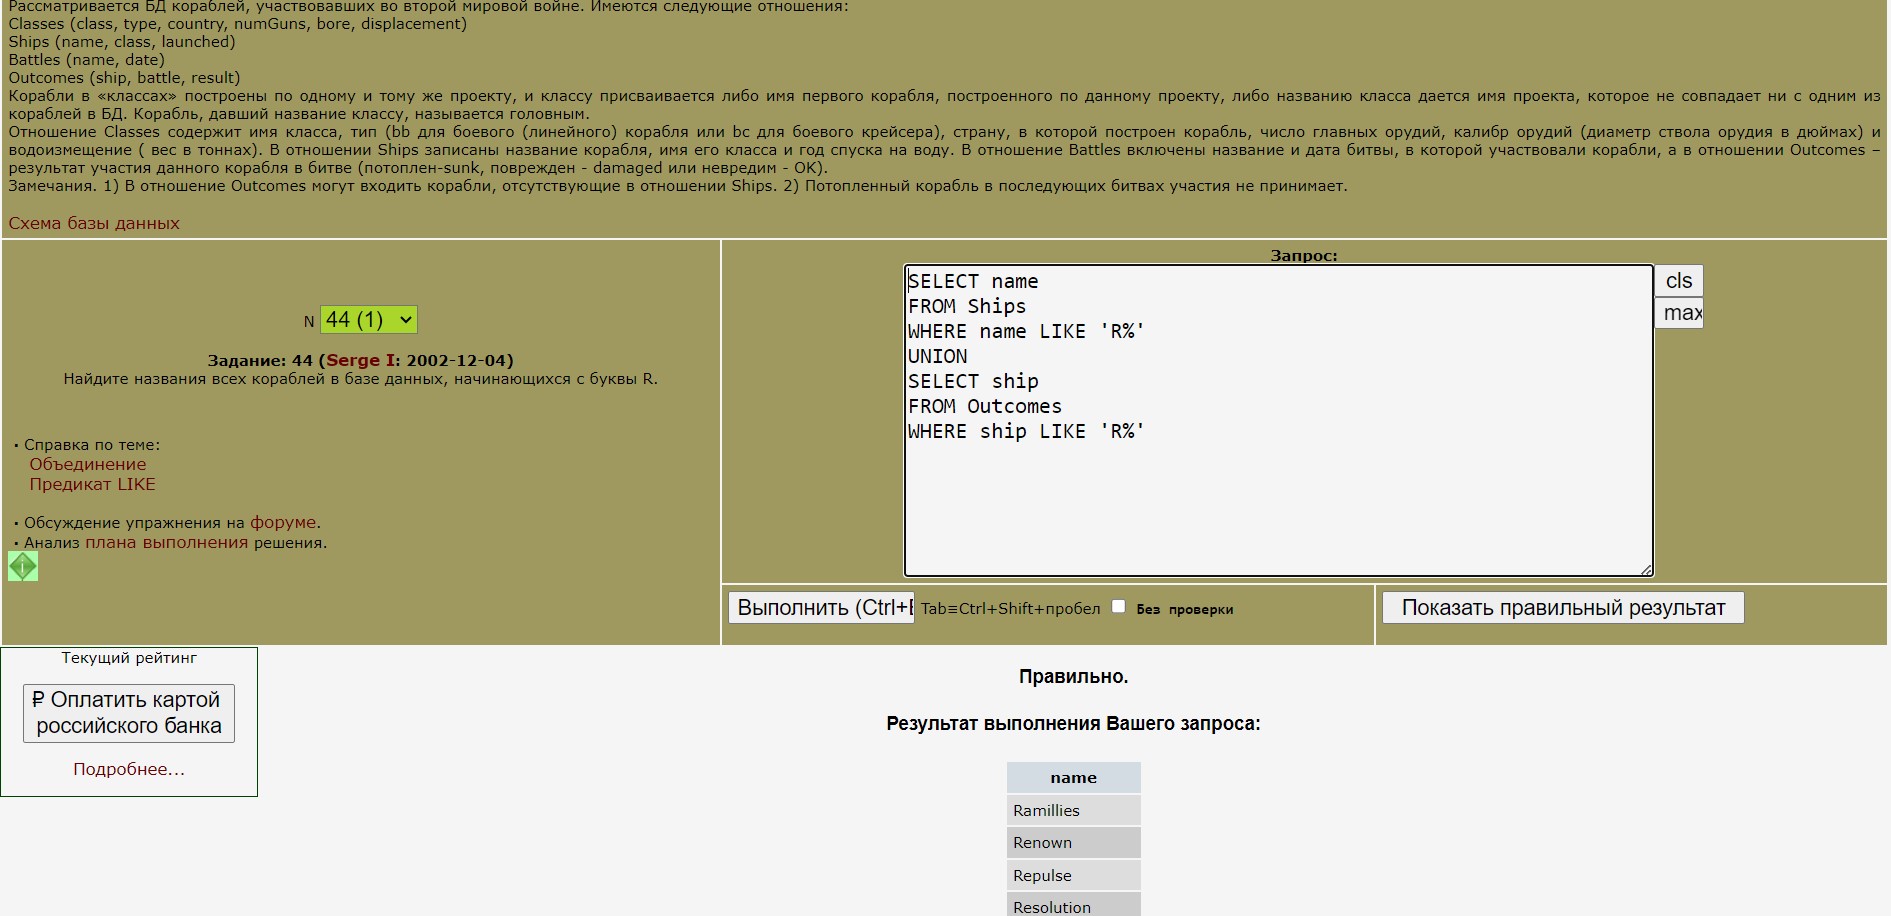 Рассматривается БД кораблей, участвовавших во второй мировой войне. Имеются следующие отношения:
Classes (class, type, country, numGuns, bore, displacement)
Ships (name, class, launched)
Battles (name, date)
Outcomes (ship, battle, result)
Корабли в «классах» построены по одному и тому же проекту, и классу присваивается либо имя первого корабля, построенного по данному проекту, либо названию класса дается имя проекта, которое не совпадает ни с одним из
кораблей в БД. Корабль, давший название классу, называется головным.
Отношение Classes содержит имя класса, тип (bb для боевого (линейного) корабля или bc для боевого крейсера), страну, в которой построен корабль, число главных орудий, калибр орудий (диаметр ствола орудия в дюймах) и
водоизмещение ( вес в тоннах). В отношении Ships записаны название корабля, имя его класса и год спуска на воду. В отношение Battles включены название и дата битвы, в которой участвовали корабли, а в отношении Outcomes –
результат участия данного корабля в битве (потоплен-sunk, поврежден - damaged или невредим - OK).
Замечания. 1) В отношение Outcomes могут входить корабли, отсутствующие в отношении Ships. 2) Потопленный корабль в последующих битвах участия не принимает.
Схема базы данных
N 44 (1)
Задание: 44 (Serge I: 2002-12-04)
Найдите названия всех кораблей в базе данных, начинающихся с буквы R.
• Справка по теме:
Объединение
Предикат LIKE
• Обсуждение упражнения на форуме.
• Анализ плана выполнения решения.
Запрос:
SELECT name
FROM Ships
WHERE name LIKE 'R%'
UNION
SELECT ship
FROM Outcomes
WHERE ship LIKE 'R%'
cls
max
Выполнить (Ctrl+E Tab≡Ctrl+Shift+пробел Без проверки
Показать правильный результат
Текущий рейтинг
₽ Оплатить картой
российского банка
Подробнее...
Правильно.
Результат выполнения Вашего запроса:
name
Ramillies
Renown
Repulse
Resolution